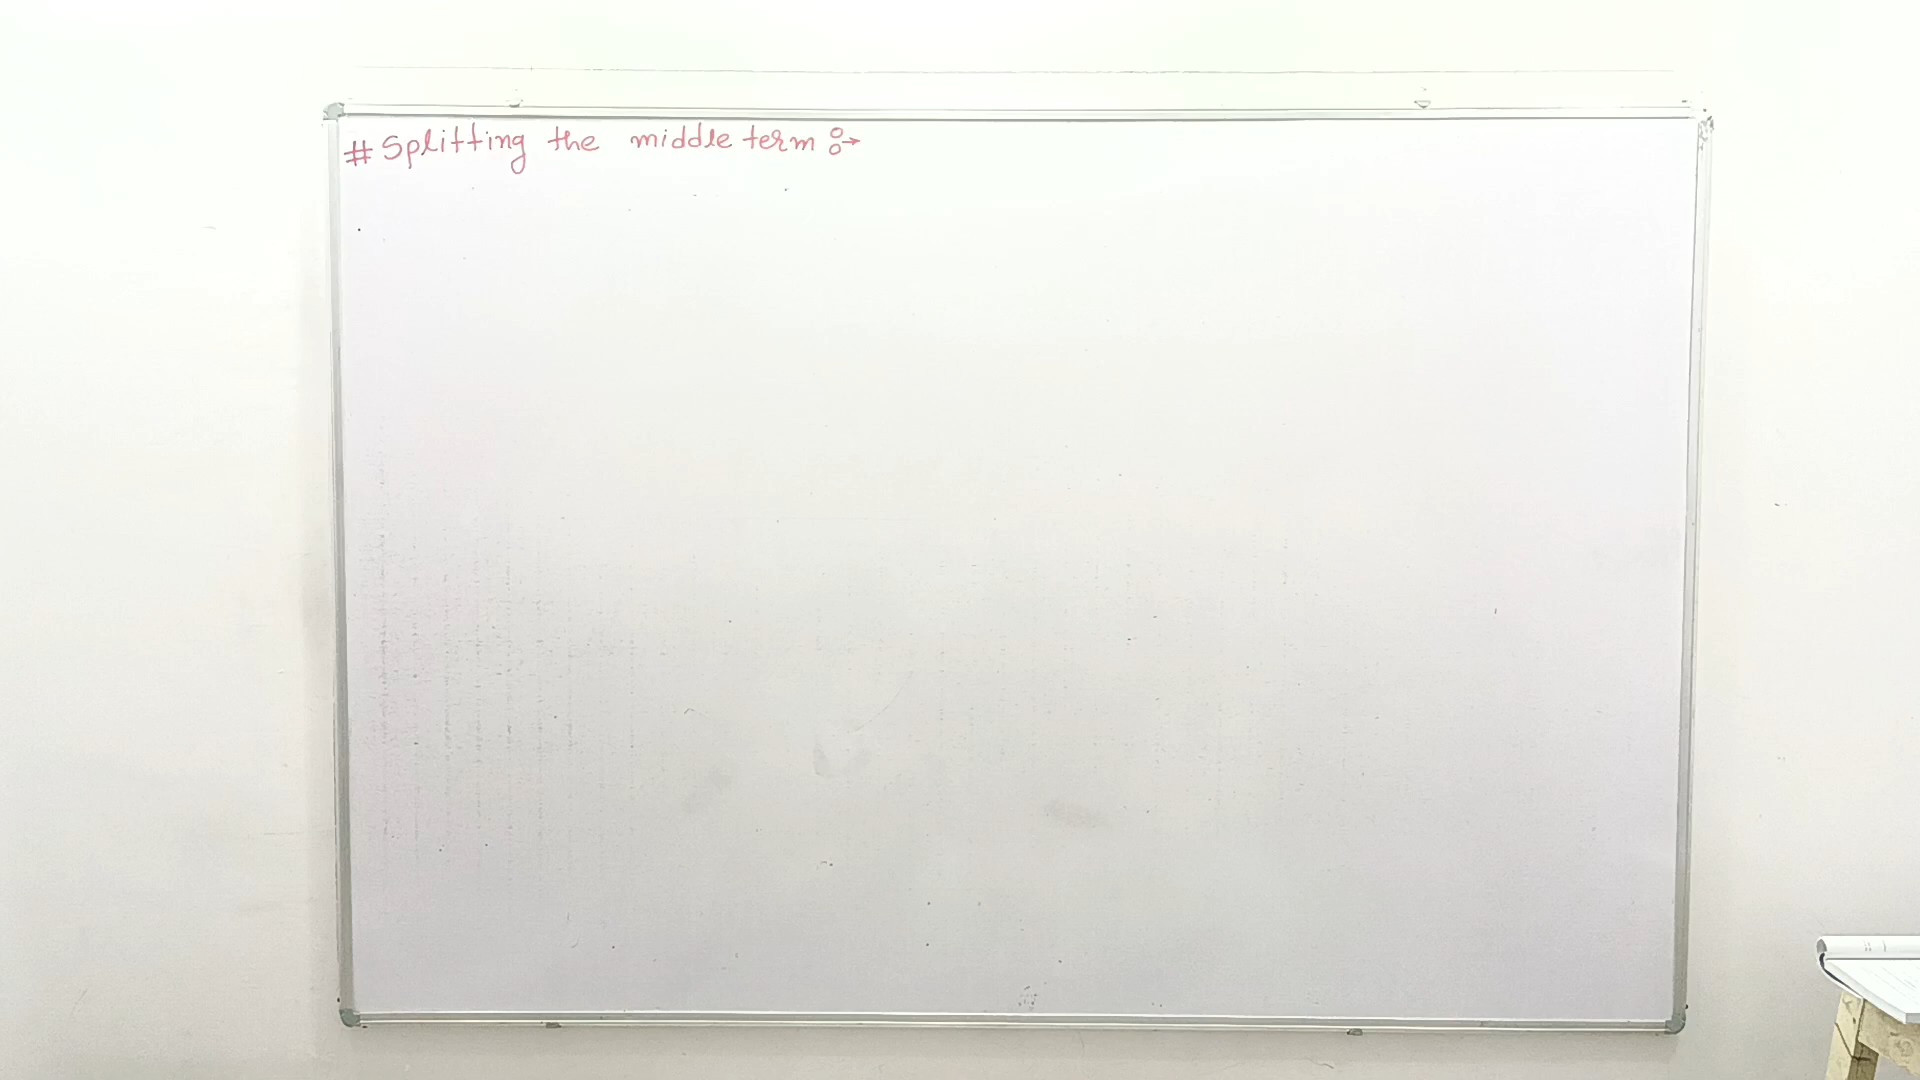 # Splitting the middle term :→